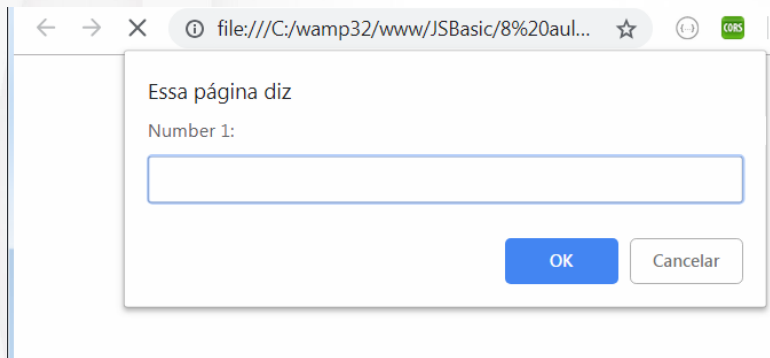 file:///C:/wamp32/www/JSBasic/8%20aul...
CORS
Essa página diz
Number 1:
OK
Cancelar